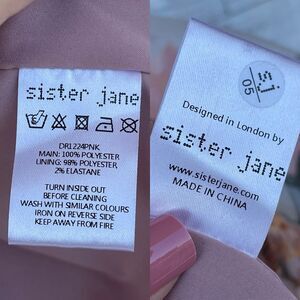 sister jane
DR1224PNK
MAIN: 100% POLYESTER
LINING: 98% POLYESTER
2% ELASTANE
TURN INSIDE OUT
BEFORE CLEANING
WASH WITH SIMILAR COLOURS
IRON ON REVERSE SIDE
KEEP AWAY FROM FIRE
sj
05
Designed in London by
sister jane
www.sisterjane.com
MADE IN CHINA